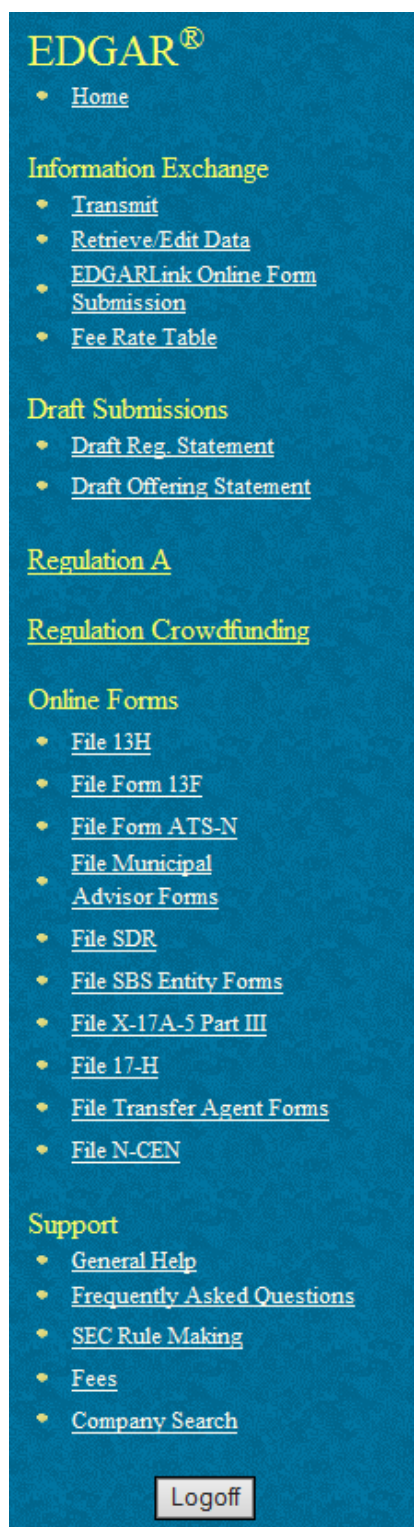 EDGAR®
Home
Information Exchange
Transmit
Retrieve/Edit Data
EDGARLink Online Form
Submission
Fee Rate Table
Draft Submissions
Draft Reg. Statement
Draft Offering Statement
Regulation A
Regulation Crowdfunding
Online Forms
File 13H
File Form 13F
File Form ATS-N
File Municipal
Advisor Forms
File SDR
File SBS Entity Forms
File X-17A-5 Part III
File 17-H
File Transfer Agent Forms
File N-CEN
Support
General Help
Frequently Asked Questions
SEC Rule Making
Fees
Company Search
Logoff